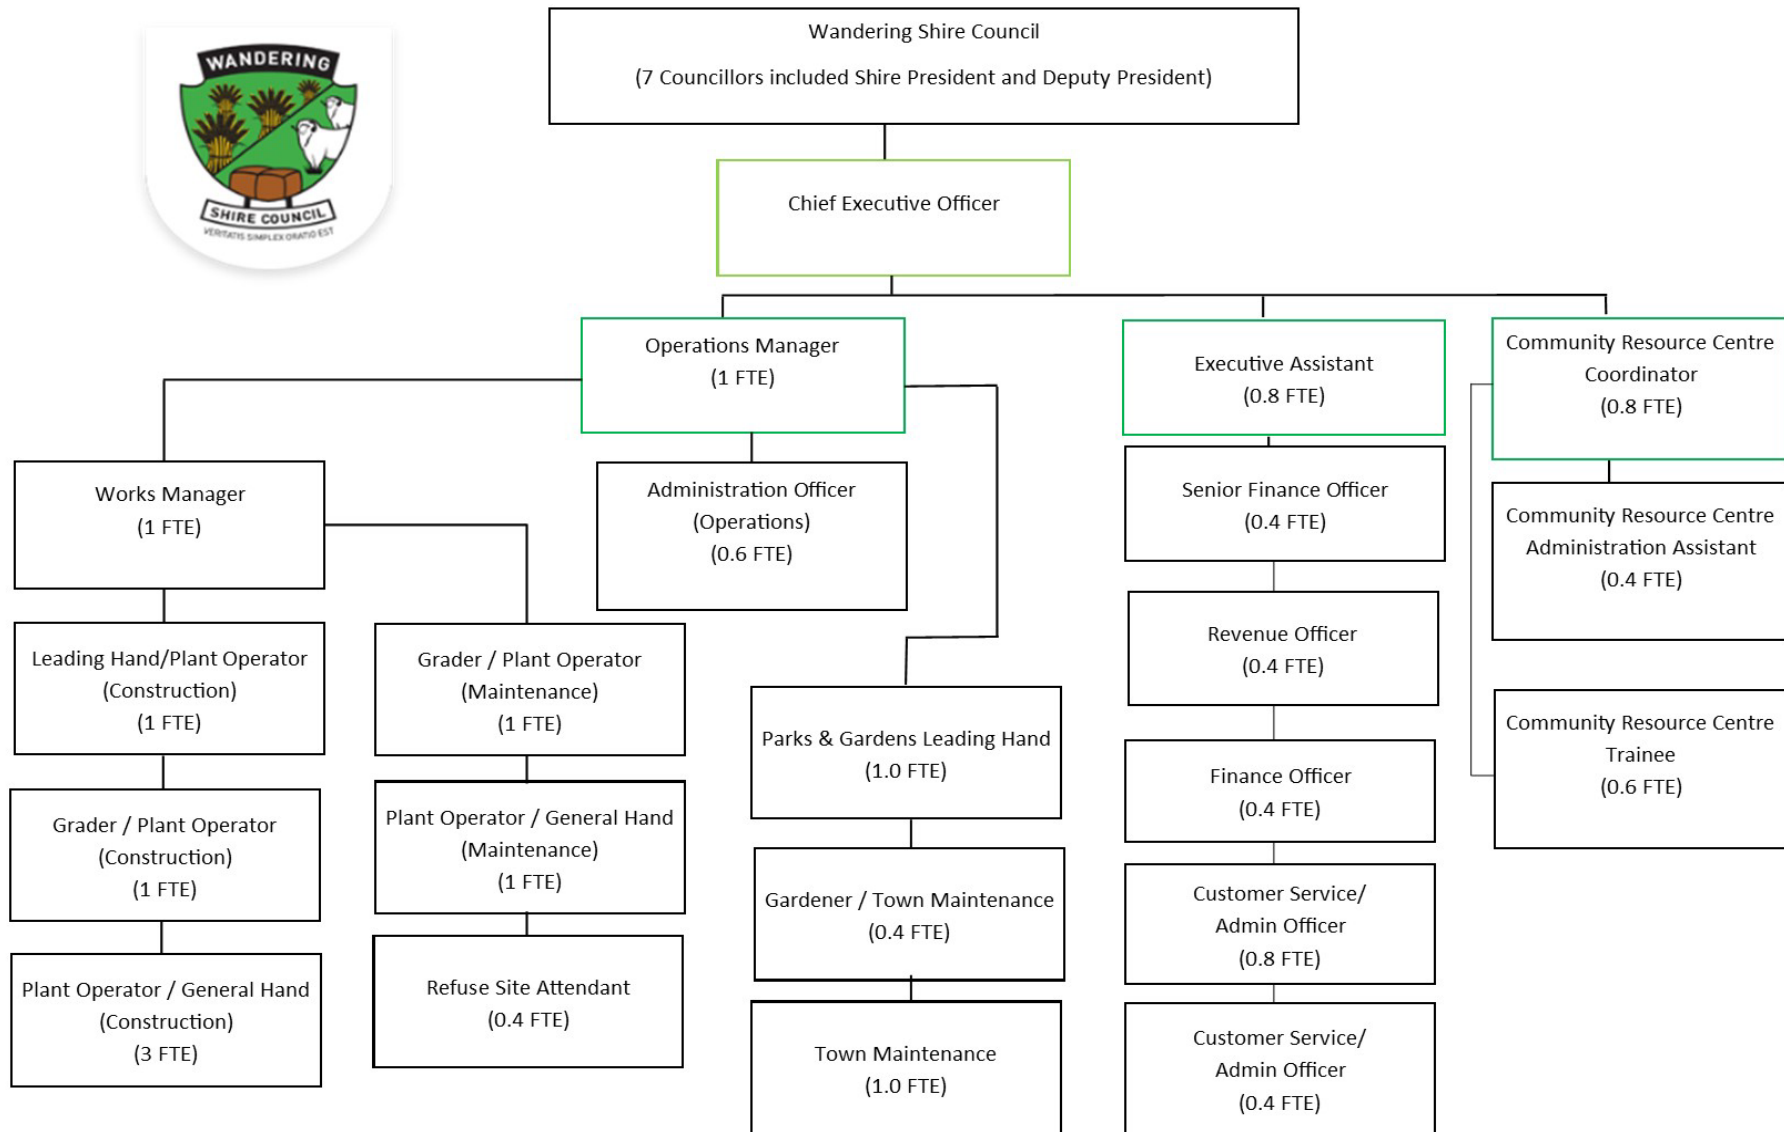 WANDERING
SHIRE COUNCIL
VERITATIS SIMPLEX ORATIO EST
Wandering Shire Council
(7 Councillors included Shire President and Deputy President)
Chief Executive Officer
Operations Manager
(1 FTE)
Executive Assistant
(0.8 FTE)
Community Resource Centre
Coordinator
(0.8 FTE)
Works Manager
(1 FTE)
Administration Officer
(Operations)
(0.6 FTE)
Senior Finance Officer
(0.4 FTE)
Community Resource Centre
Administration Assistant
(0.4 FTE)
Leading Hand/Plant Operator
(Construction)
(1 FTE)
Grader / Plant Operator
(Maintenance)
(1 FTE)
Revenue Officer
(0.4 FTE)
Parks & Gardens Leading Hand
(1.0 FTE)
Community Resource Centre
Trainee
(0.6 FTE)
Finance Officer
(0.4 FTE)
Grader / Plant Operator
(Construction)
(1 FTE)
Plant Operator / General Hand
(Maintenance)
(1 FTE)
Gardener / Town Maintenance
(0.4 FTE)
Customer Service/
Admin Officer
(0.8 FTE)
Plant Operator / General Hand
(Construction)
(3 FTE)
Refuse Site Attendant
(0.4 FTE)
Town Maintenance
(1.0 FTE)
Customer Service/
Admin Officer
(0.4 FTE)